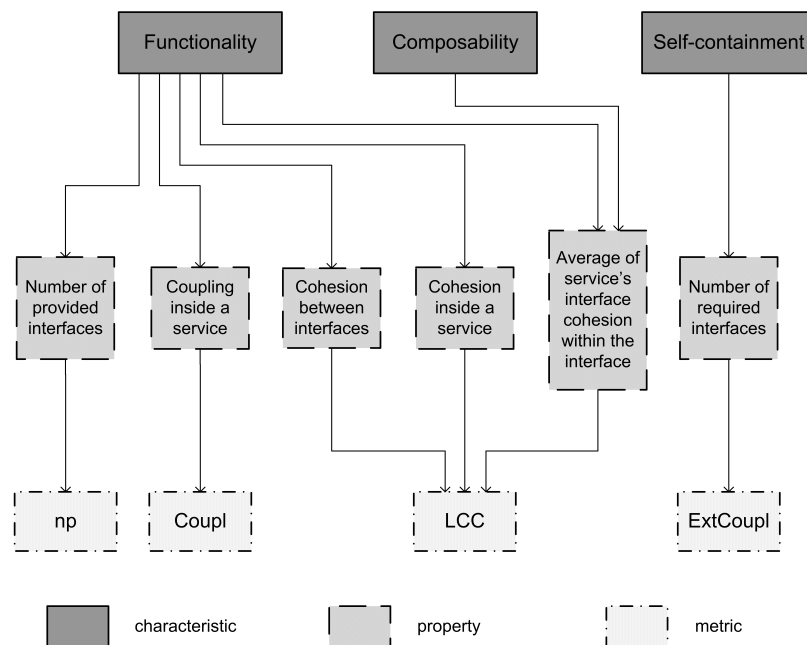 Functionality
Composability
Self-containment
Number of
provided
interfaces
Coupling
inside a
service
Cohesion
between
interfaces
Cohesion
inside a
service
Average of
service's
interface
cohesion
within the
interface
Number of
required
interfaces
np
Coupl
LCC
ExtCoupl
characteristic
property
metric